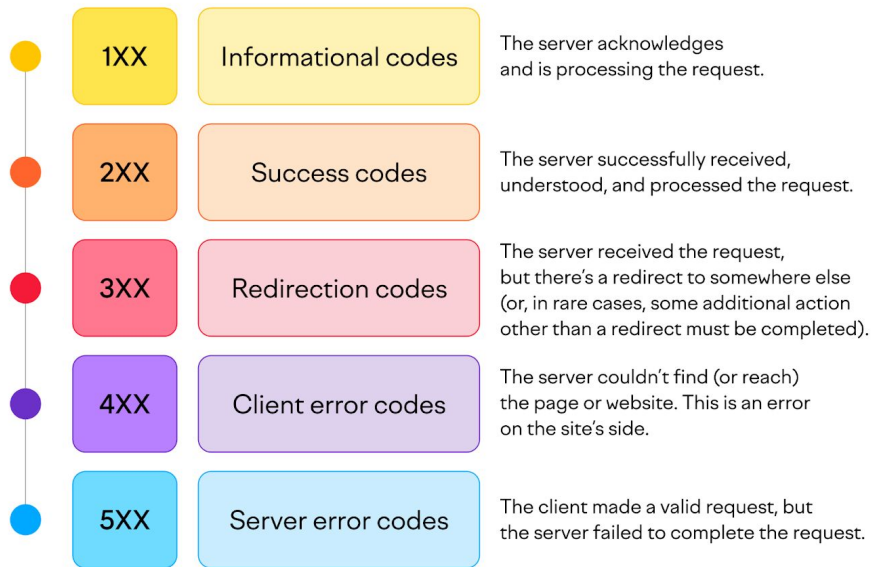 1XX
Informational codes
The server acknowledges
and is processing the request.
2XX
Success codes
The server successfully received,
understood, and processed the request.
3XX
Redirection codes
The server received the request,
but there's a redirect to somewhere else
(or, in rare cases, some additional action
other than a redirect must be completed).
4XX
Client error codes
The server couldn't find (or reach)
the page or website. This is an error
on the site's side.
5XX
Server error codes
The client made a valid request, but
the server failed to complete the request.